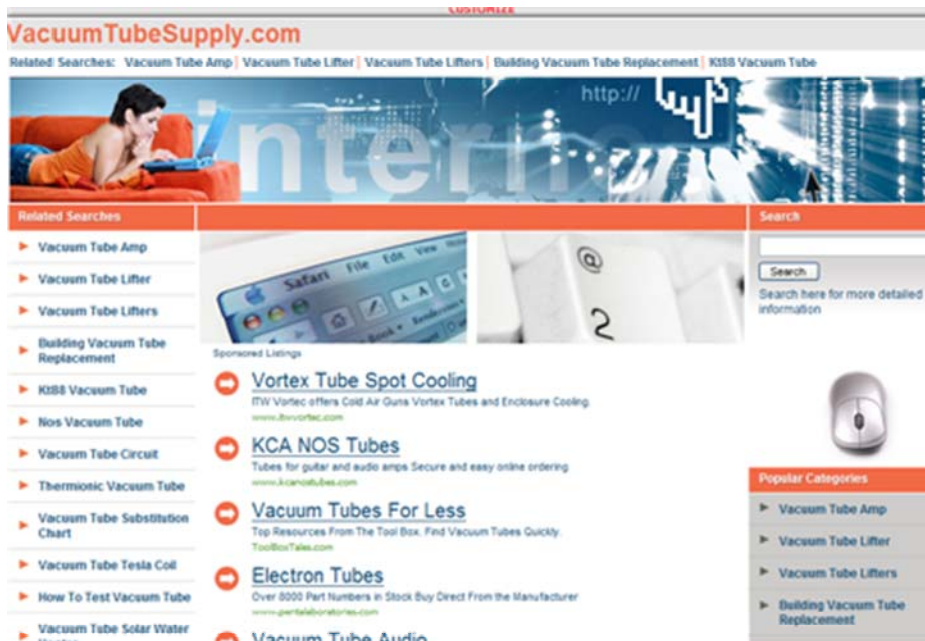 CUSTOMIZE
VacuumTubeSupply.com
Related Searches: Vacuum Tube Amp | Vacuum Tube Lifter | Vacuum Tube Lifters | Building Vacuum Tube Replacement | Kt88 Vacuum Tube
http://
internet
Related Searches
Vacuum Tube Amp
Vacuum Tube Lifter
Vacuum Tube Lifters
Building Vacuum Tube
Replacement
Kt88 Vacuum Tube
Nos Vacuum Tube
Vacuum Tube Circuit
Thermionic Vacuum Tube
Vacuum Tube Substitution
Chart
Vacuum Tube Tesla Coil
How To Test Vacuum Tube
Vacuum Tube Solar Water
Safari File Edit View
A A G
Book
@
2
Sponsored Listings
Vortex Tube Spot Cooling
ITW Vortec offers Cold Air Guns Vortex Tubes and Enclosure Cooling.
www.itwvortec.com
KCA NOS Tubes
Tubes for guitar and audio amps Secure and easy online ordering
www.kcanostubes.com
Vacuum Tubes For Less
Top Resources From The Tool Box. Find Vacuum Tubes Quickly.
ToolBoxTales.com
Electron Tubes
Over 8000 Part Numbers in Stock Buy Direct From the Manufacturer
www.pentalaboratories.com
Vacuum Tube Audio
Search
Search
Search here for more detailed
information
Popular Categories
Vacuum Tube Amp
Vacuum Tube Lifter
Vacuum Tube Lifters
Building Vacuum Tube
Replacement